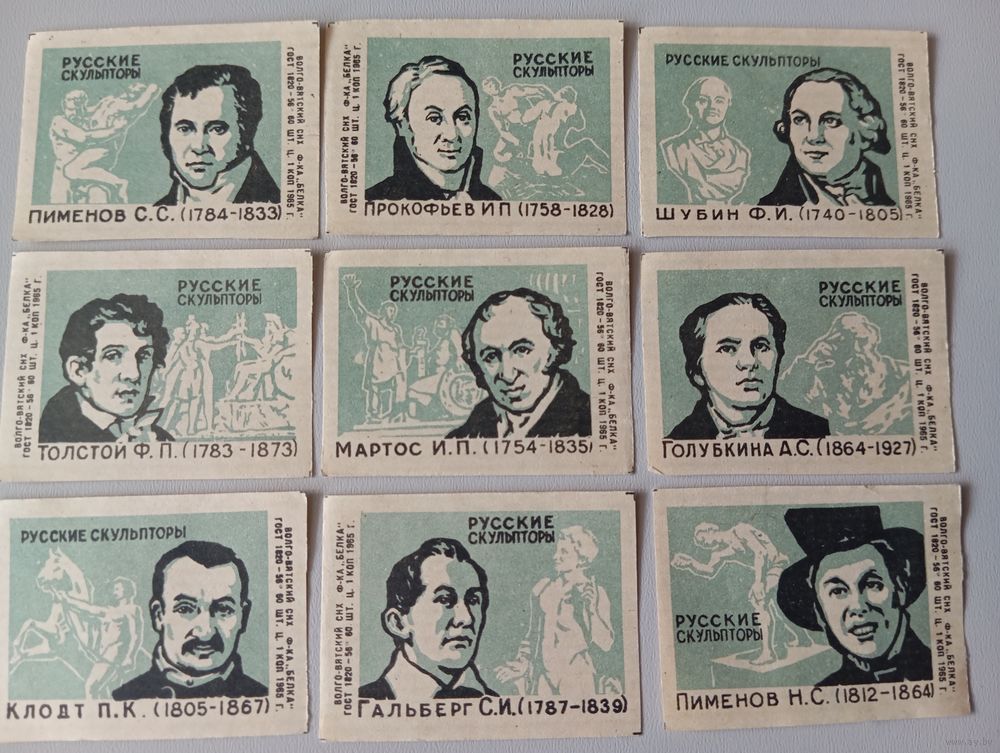 РУССКИЕ
СКУЛЬПТОРЫ
ПИМЕНОВ С.С. (1784-1833)
ВОЛГО-ВЯТСКИЙ СНХ Ф-КА „БЕЛКА"
ГОСТ 1820-56° 60 ШТ. Ц. 1 КОП 1965 Г.
РУССКИЕ
СКУЛЬПТОРЫ
ПРОКОФЬЕВ И П (1758-1828)
ВОЛГО-ВЯТСКИЙ СНХ Ф-КА „БЕЛКА"
ГОСТ 1820-56° 60 ШТ. Ц. 1 КОП 1965 Г.
РУССКИЕ СКУЛЬПТОРЫ
ШУБИН Ф.И. (1740-1805)
ВОЛГО-ВЯТСКИЙ СНХ Ф-КА „БЕЛКА"
ГОСТ 1820-56° 60 ШТ. Ц. 1 КОП 1965 Г.
РУССКИЕ
СКУЛЬПТОРЫ
ТОЛСТОЙ Ф.П. (1783-1873)
ВОЛГО-ВЯТСКИЙ СНХ Ф-КА „БЕЛКА"
ГОСТ 1820-56° 60 ШТ. Ц. 1 КОП 1965 Г.
РУССКИЕ
СКУЛЬПТОРЫ
МАРТОС И.П. (1754-1835)
ВОЛГО-ВЯТСКИЙ СНХ Ф-КА „БЕЛКА"
ГОСТ 1820-56° 60 ШТ. Ц. 1 КОП 1965 Г.
РУССКИЕ
СКУЛЬПТОРЫ
ГОЛУБКИНА А.С. (1864-1927)
ВОЛГО-ВЯТСКИЙ СНХ Ф-КА „БЕЛКА"
ГОСТ 1820-56° 60 ШТ. Ц. 1 КОП 1965 Г.
РУССКИЕ СКУЛЬПТОРЫ
КЛОДТ П.К. (1805-1867)
ВОЛГО-ВЯТСКИЙ СНХ Ф-КА „БЕЛКА"
ГОСТ 1820-56° 60 ШТ. Ц. 1 КОП 1965 Г.
РУССКИЕ
СКУЛЬПТОРЫ
ГАЛЬБЕРГ С.И. (1787-1839)
ВОЛГО-ВЯТСКИЙ СНХ Ф-КА „БЕЛКА"
ГОСТ 1820-56° 60 ШТ. Ц. 1 КОП 1965 Г.
РУССКИЕ
СКУЛЬПТОРЫ
ПИМЕНОВ Н.С. (1812-1864)
ВОЛГО-ВЯТСКИЙ СНХ Ф-КА „БЕЛКА"
ГОСТ 1820-56° 60 ШТ. Ц. 1 КОП 1965 Г.
www.ay.by